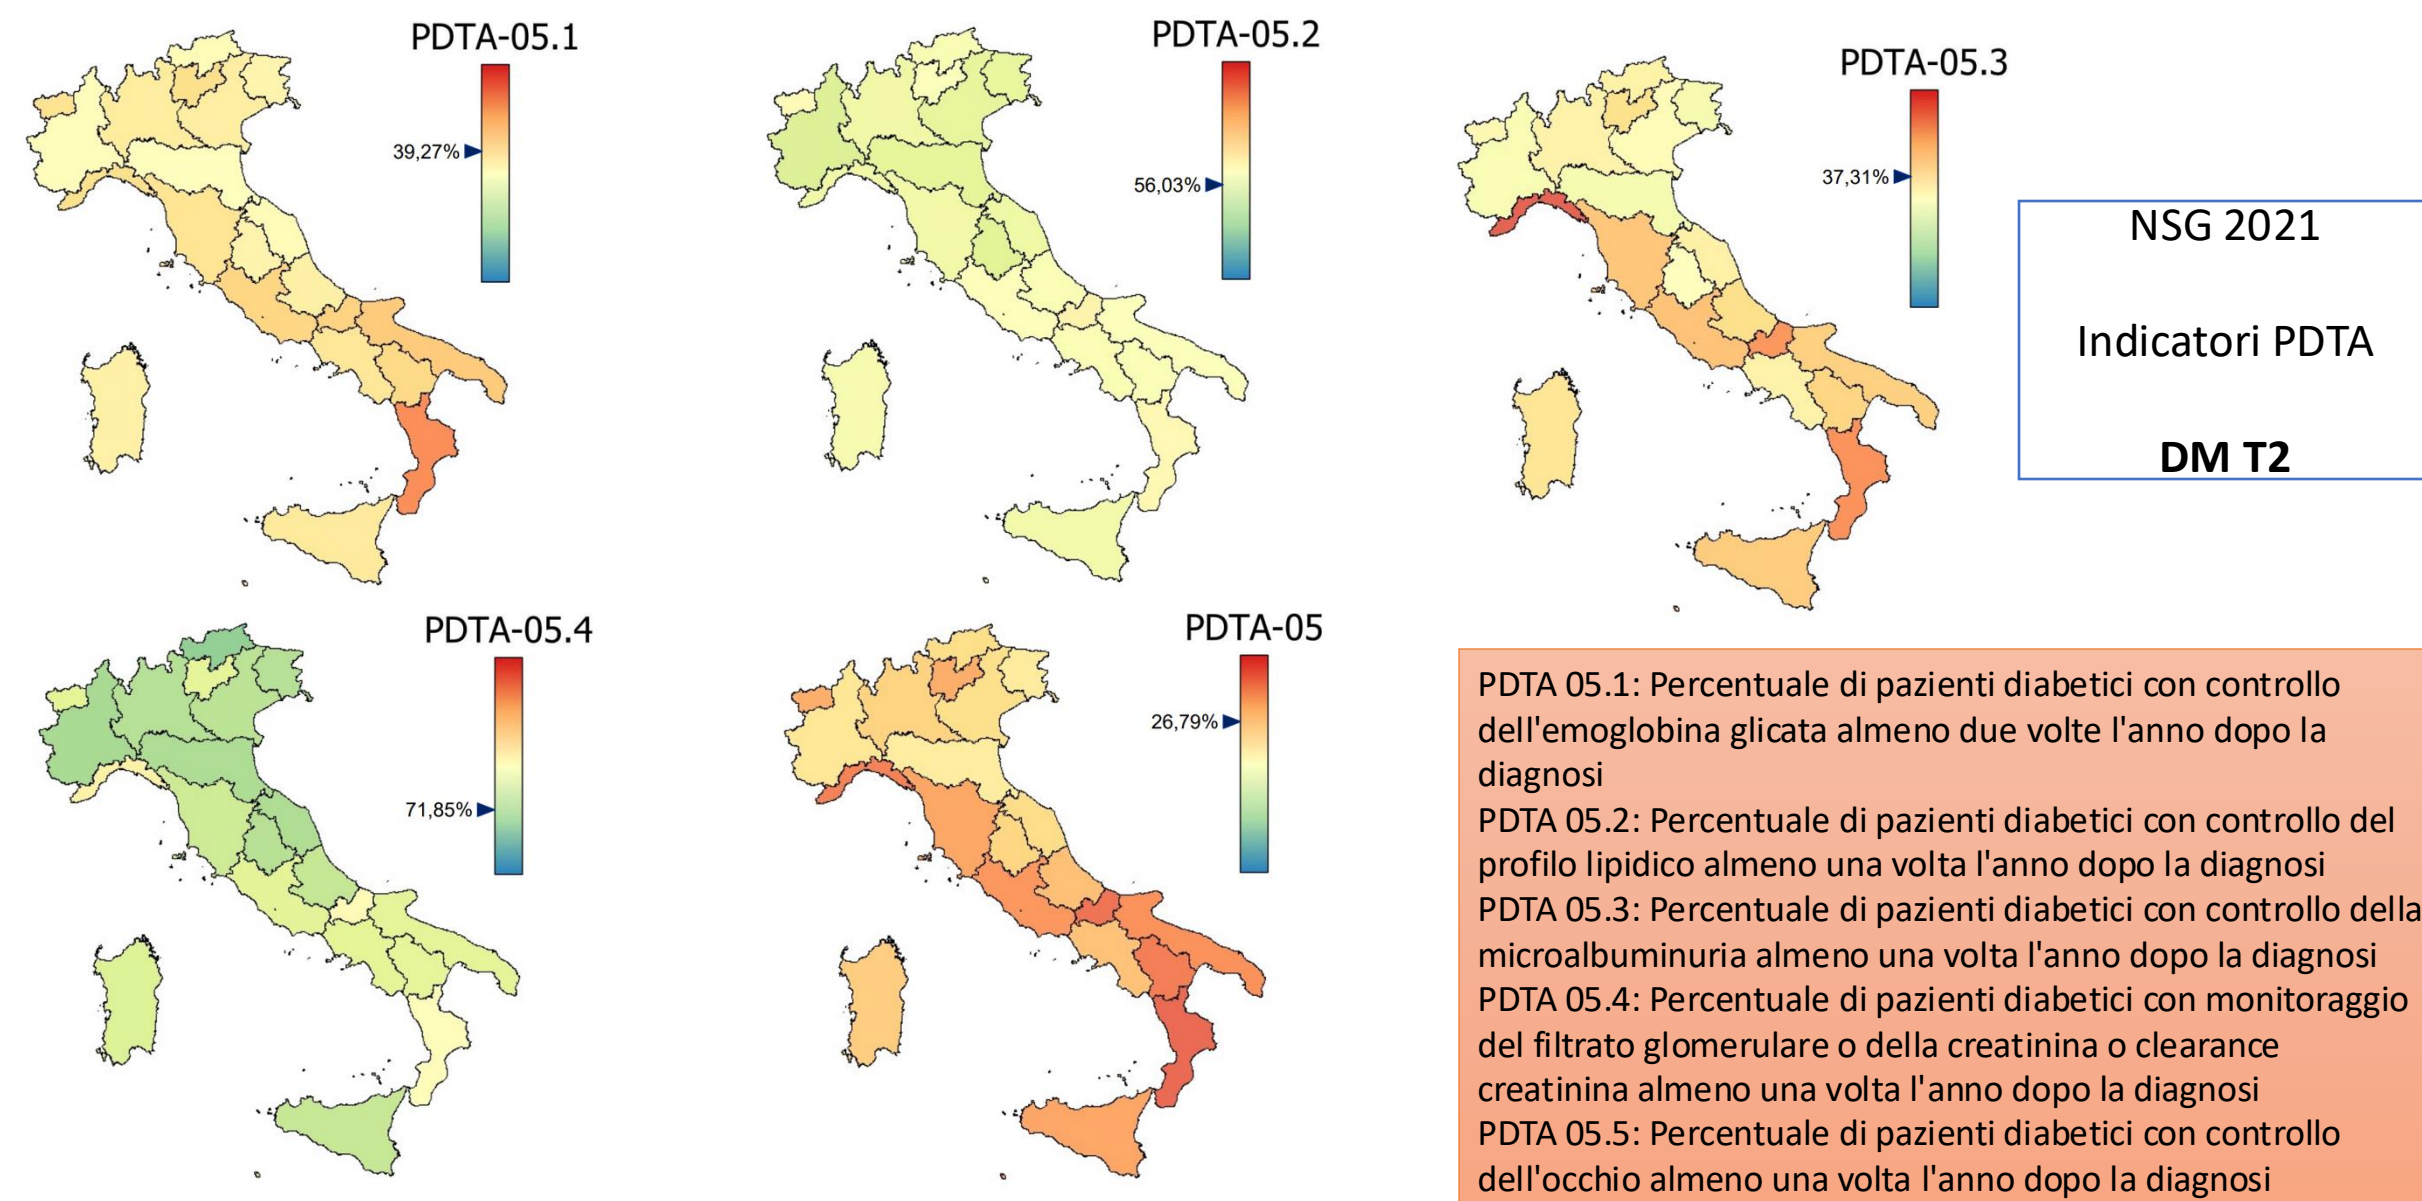 PDTA-05.1
39,27%
PDTA-05.2
56,03%
PDTA-05.3
37,31%
NSG 2021
Indicatori PDTA
DM T2
PDTA-05.4
71,85%
PDTA-05
26,79%
PDTA 05.1: Percentuale di pazienti diabetici con controllo
dell'emoglobina glicata almeno due volte l'anno dopo la
diagnosi
PDTA 05.2: Percentuale di pazienti diabetici con controllo del
profilo lipidico almeno una volta l'anno dopo la diagnosi
PDTA 05.3: Percentuale di pazienti diabetici con controllo della
microalbuminuria almeno una volta l'anno dopo la diagnosi
PDTA 05.4: Percentuale di pazienti diabetici con monitoraggio
del filtrato glomerulare o della creatinina o clearance
creatinina almeno una volta l'anno dopo la diagnosi
PDTA 05.5: Percentuale di pazienti diabetici con controllo
dell'occhio almeno una volta l'anno dopo la diagnosi